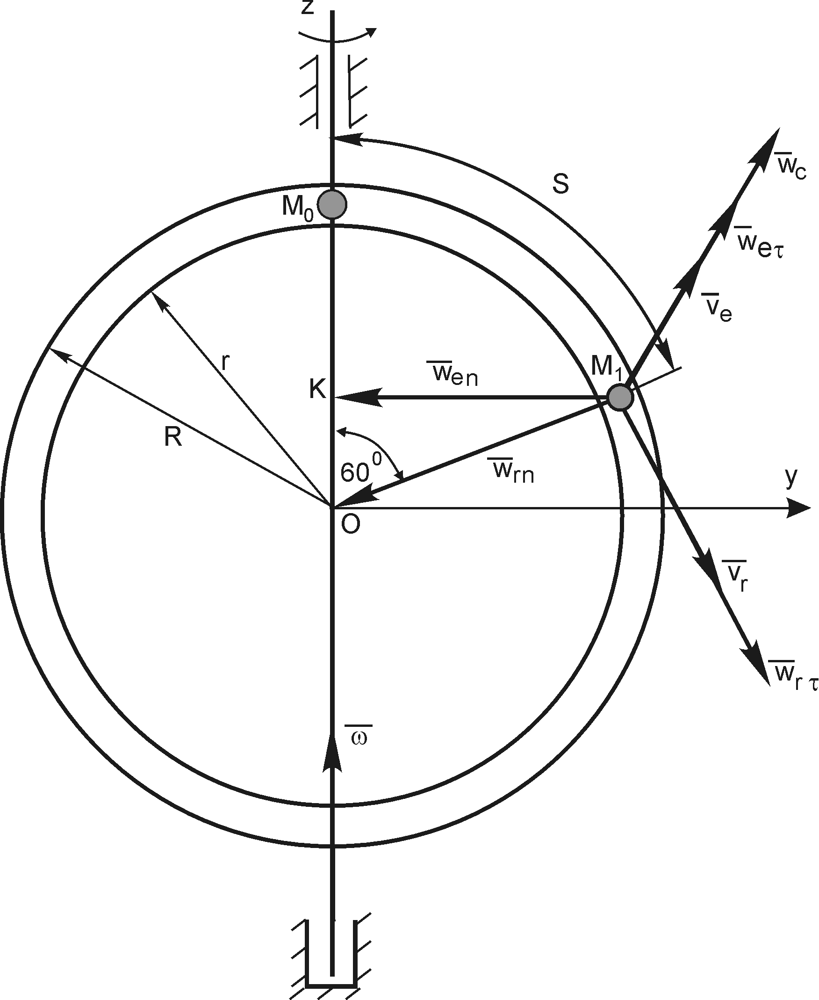 z
S
w̅c
M0
w̅eτ
v̅e
r
M1
w̅en
K
R
60⁰
w̅rn
y
O
v̅r
w̅rτ
ω̅